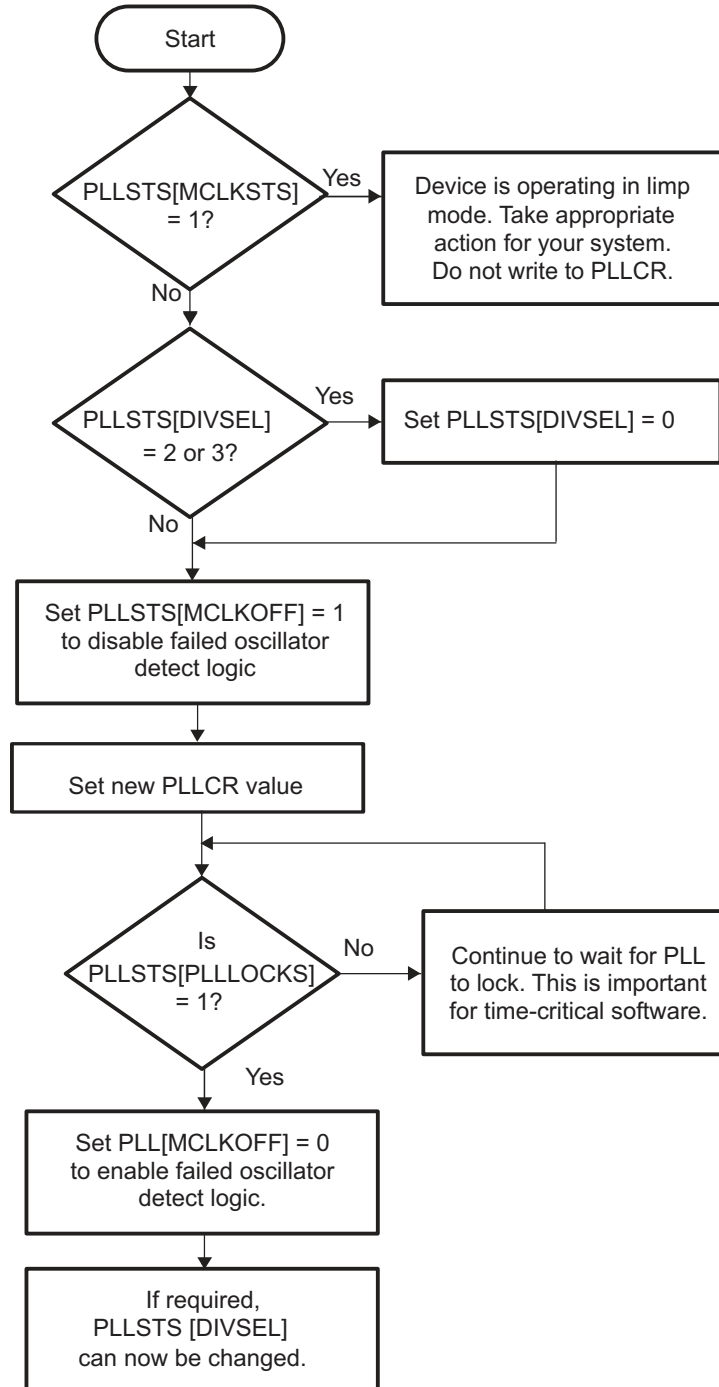 Start
PLLSTS[MCLKSTS]
= 1?
Yes
Device is operating in limp
mode. Take appropriate
action for your system.
Do not write to PLLCR.
No
PLLSTS[DIVSEL]
= 2 or 3?
Yes
Set PLLSTS[DIVSEL] = 0
No
Set PLLSTS[MCLKOFF] = 1
to disable failed oscillator
detect logic
Set new PLLCR value
Is
PLLSTS[PLLLOCKS]
= 1?
No
Continue to wait for PLL
to lock. This is important
for time-critical software.
Yes
Set PLL[MCLKOFF] = 0
to enable failed oscillator
detect logic.
If required,
PLLSTS [DIVSEL]
can now be changed.